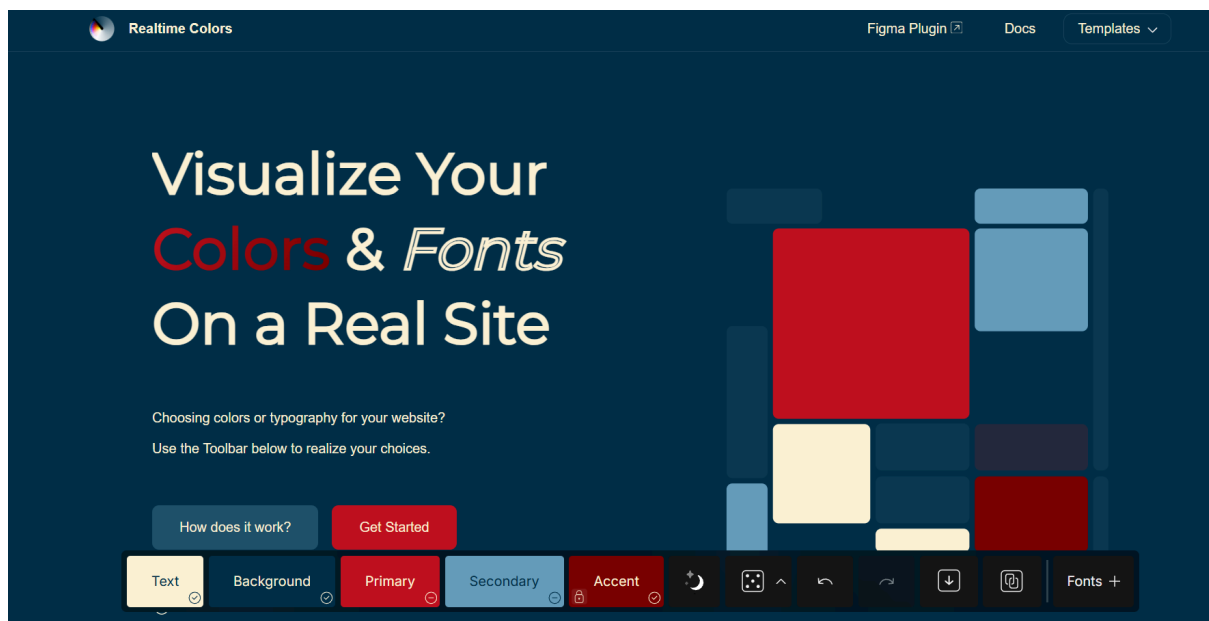 Realtime Colors
Figma Plugin
Docs
Templates
Visualize Your
Colors & Fonts
On a Real Site
Choosing colors or typography for your website?
Use the Toolbar below to realize your choices.
How does it work?
Get Started
Text
Background
Primary
Secondary
Accent
Fonts +